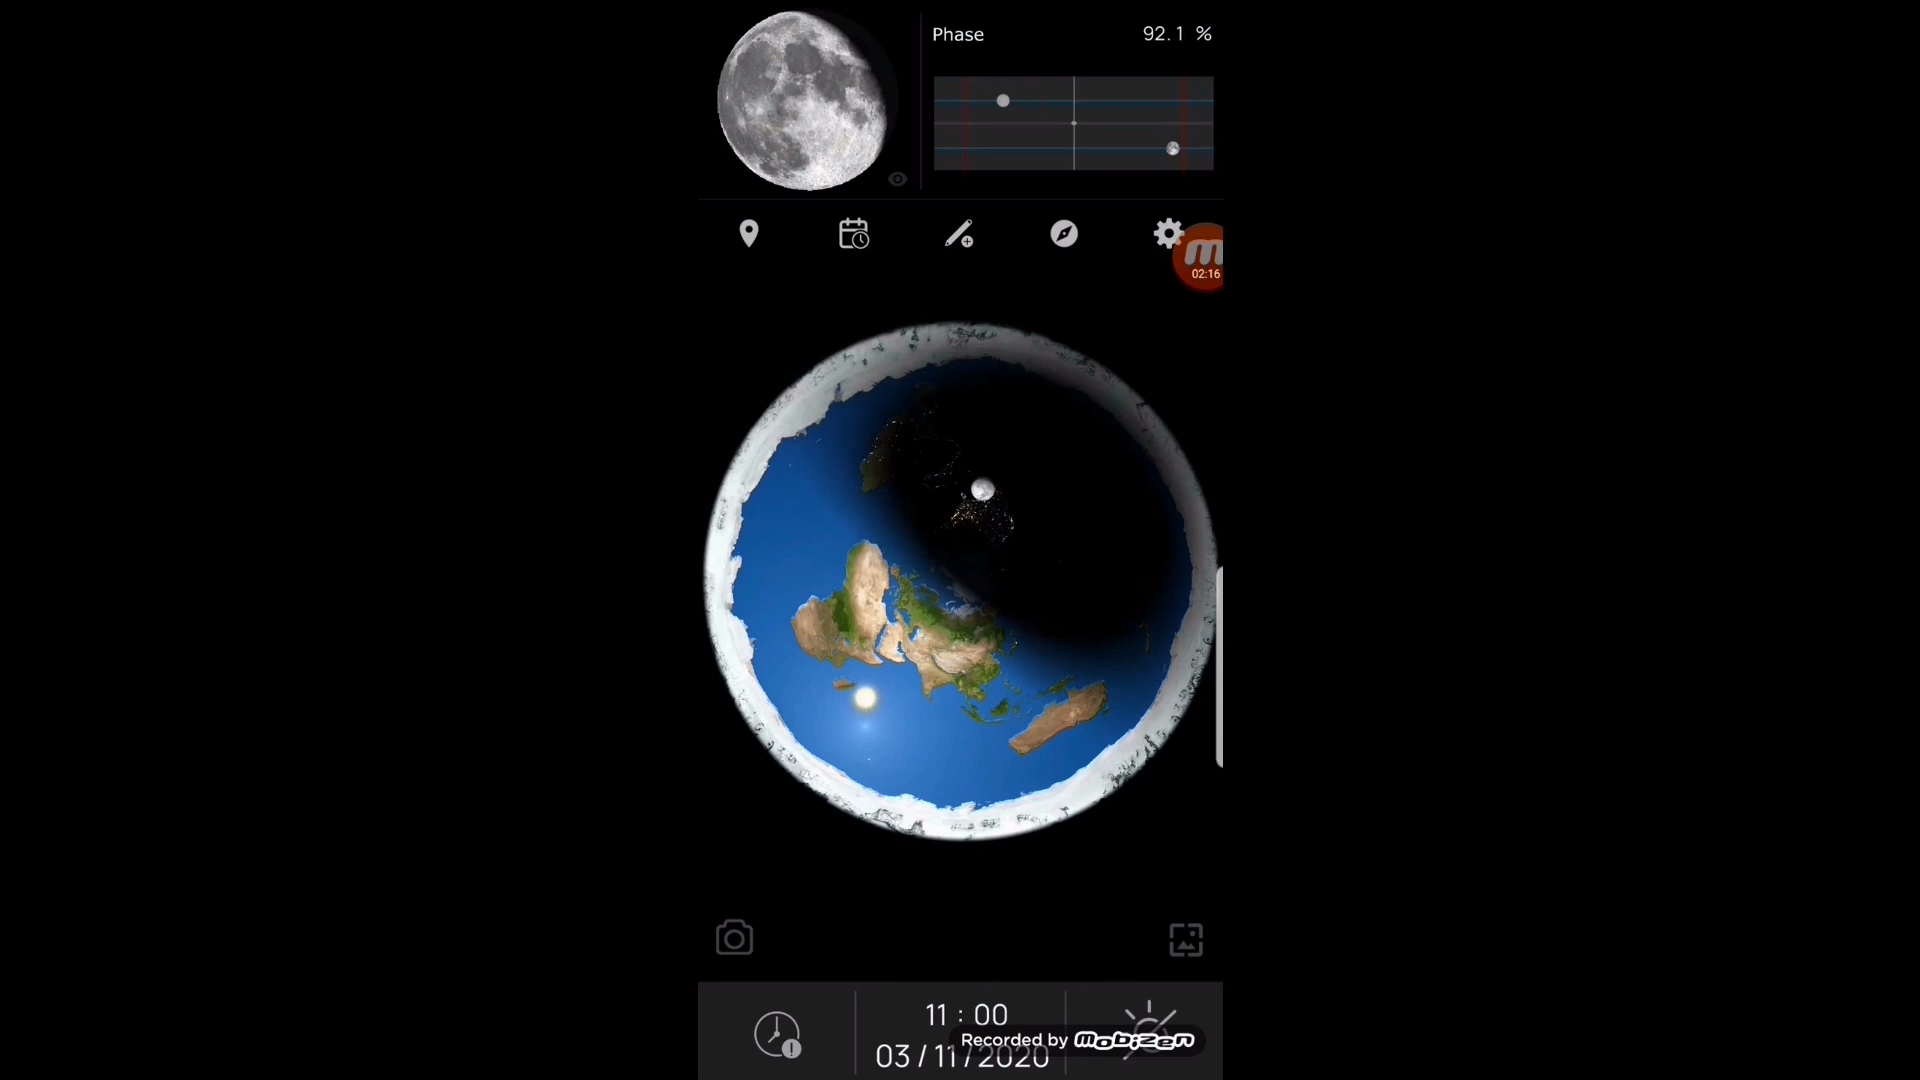 Phase 92.1 %
02:16
11 : 00
Recorded by mobizen
03 / 11 / 2020